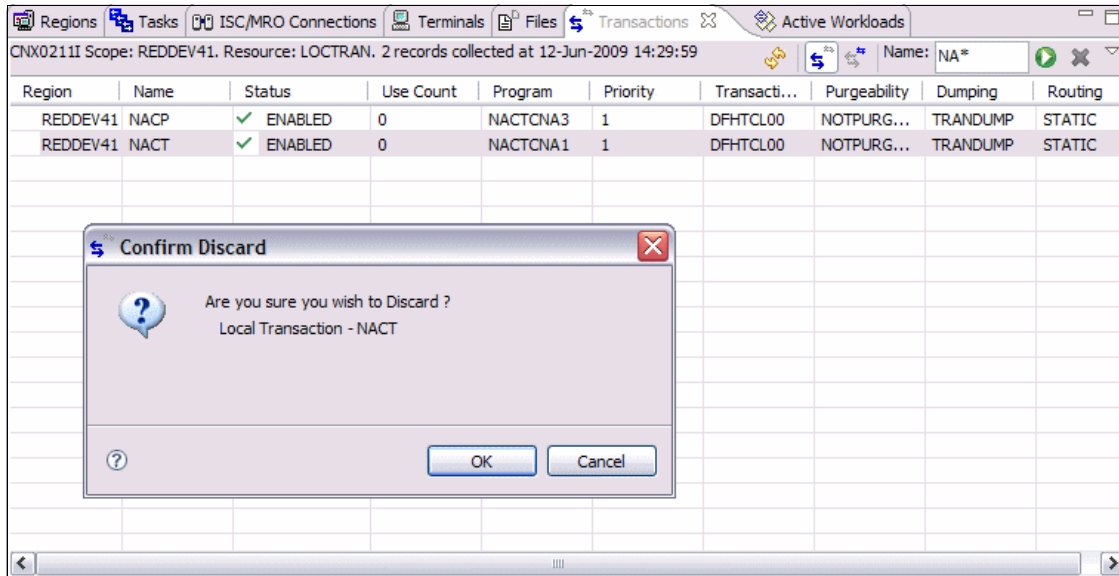 Regions Tasks ISC/MRO Connections Terminals Files Transactions Active Workloads
CNX0211I Scope: REDDEV41. Resource: LOCTRAN. 2 records collected at 12-Jun-2009 14:29:59 Name: NA*
Region Name Status Use Count Program Priority Transacti... Purgeability Dumping Routing
REDDEV41 NACP ENABLED 0 NACTCNA3 1 DFHTCL00 NOTPURG... TRANDUMP STATIC
REDDEV41 NACT ENABLED 0 NACTCNA1 1 DFHTCL00 NOTPURG... TRANDUMP STATIC
Confirm Discard
Are you sure you wish to Discard ?
Local Transaction - NACT
OK Cancel